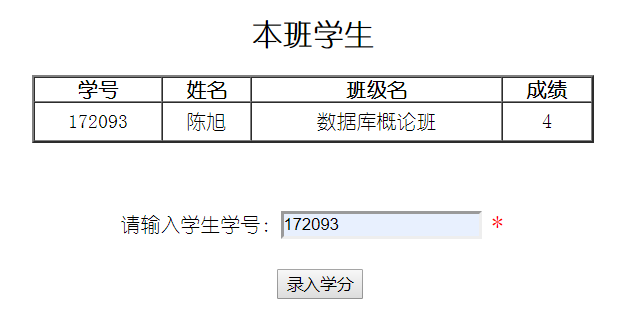 本班学生
学号 姓名 班级名 成绩
172093 陈旭 数据库概论班 4
请输入学生学号: 172093 *
录入学分